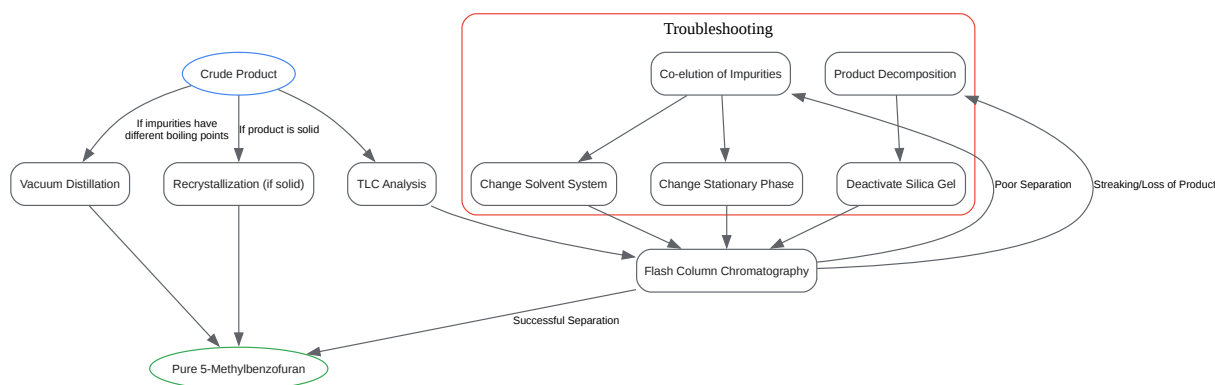 Troubleshooting
Crude Product
Co-elution of Impurities
Product Decomposition
If impurities have
different boiling points
If product is solid
Vacuum Distillation
Recrystallization (if solid)
TLC Analysis
Change Solvent System
Change Stationary Phase
Deactivate Silica Gel
Poor Separation
Streaking/Loss of Product
Flash Column Chromatography
Successful Separation
Pure 5-Methylbenzofuran